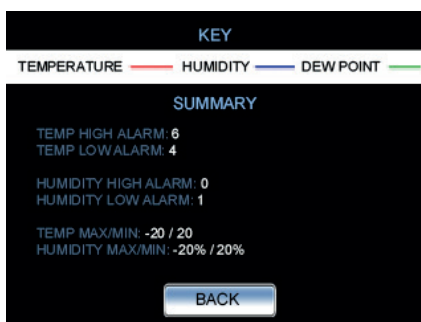 KEY
TEMPERATURE HUMIDITY DEW POINT
SUMMARY
TEMP HIGH ALARM: 6
TEMP LOW ALARM: 4
HUMIDITY HIGH ALARM: 0
HUMIDITY LOW ALARM: 1
TEMP MAX/MIN: -20 / 20
HUMIDITY MAX/MIN: -20% / 20%
BACK